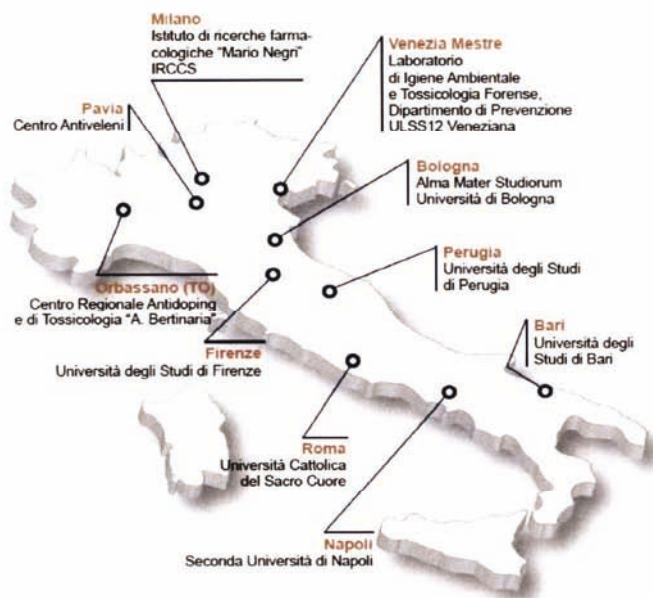 Milano
Istituto di ricerche farma-
cologiche "Mario Negri"
IRCCS
Venezia Mestre
Laboratorio
di Igiene Ambientale
e Tossicologia Forense,
Dipartimento di Prevenzione
ULSS12 Veneziana
Pavia
Centro Antiveleni
Bologna
Alma Mater Studiorum
Università di Bologna
Perugia
Università degli Studi
di Perugia
Orbassano (TO)
Centro Regionale Antidoping
e di Tossicologia "A. Bertinaria"
Firenze
Università degli Studi di Firenze
Bari
Università degli
Studi di Bari
Roma
Università Cattolica
del Sacro Cuore
Napoli
Seconda Università di Napoli